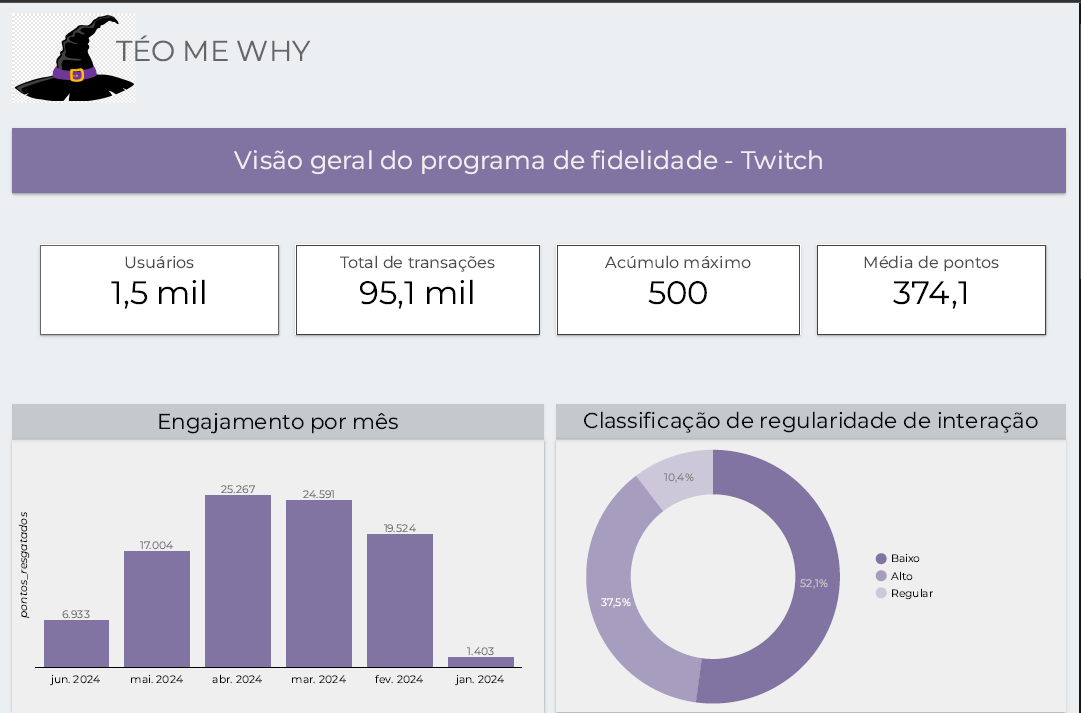 TÉO ME WHY
Visão geral do programa de fidelidade - Twitch
Usuários
1,5 mil
Total de transações
95,1 mil
Acúmulo máximo
500
Média de pontos
374,1
Engajamento por mês
pontos_resgatados
6.933
17.004
25.267
24.591
19.524
1.403
jun. 2024
mai. 2024
abr. 2024
mar. 2024
fev. 2024
jan. 2024
Classificação de regularidade de interação
10,4%
37,5%
52,1%
Baixo
Alto
Regular